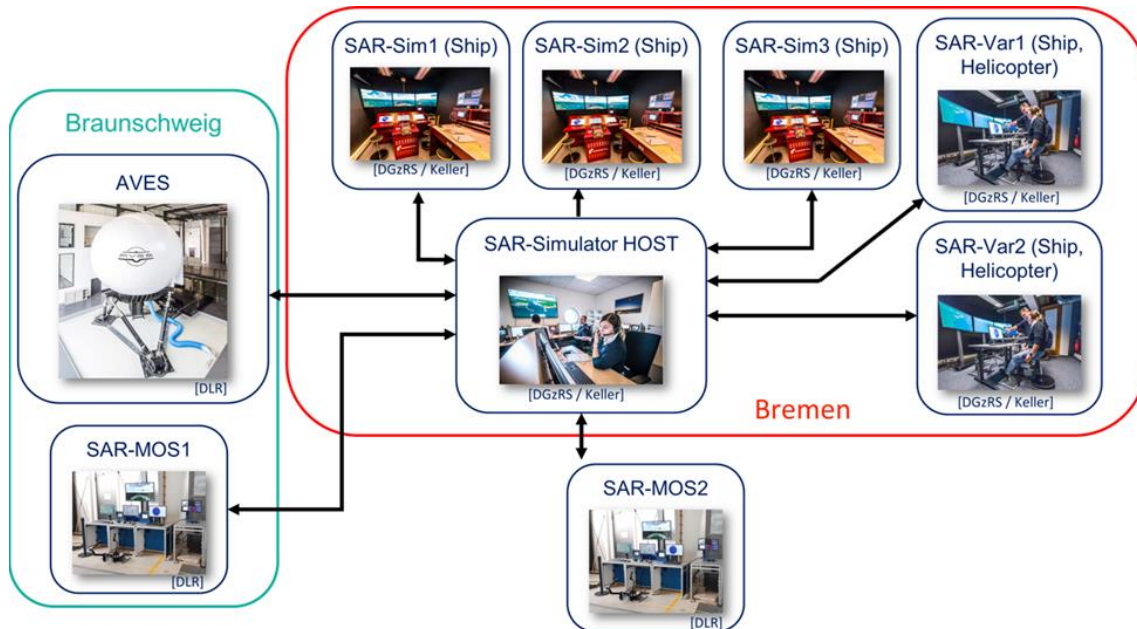 SAR-Sim1 (Ship)
[DGzRS / Keller]
SAR-Sim2 (Ship)
[DGzRS / Keller]
SAR-Sim3 (Ship)
[DGzRS / Keller]
SAR-Var1 (Ship,
Helicopter)
[DGzRS / Keller]
Braunschweig
AVES
[DLR]
SAR-Simulator HOST
[DGzRS / Keller]
SAR-Var2 (Ship,
Helicopter)
[DGzRS / Keller]
Bremen
SAR-MOS1
[DLR]
SAR-MOS2
[DLR]